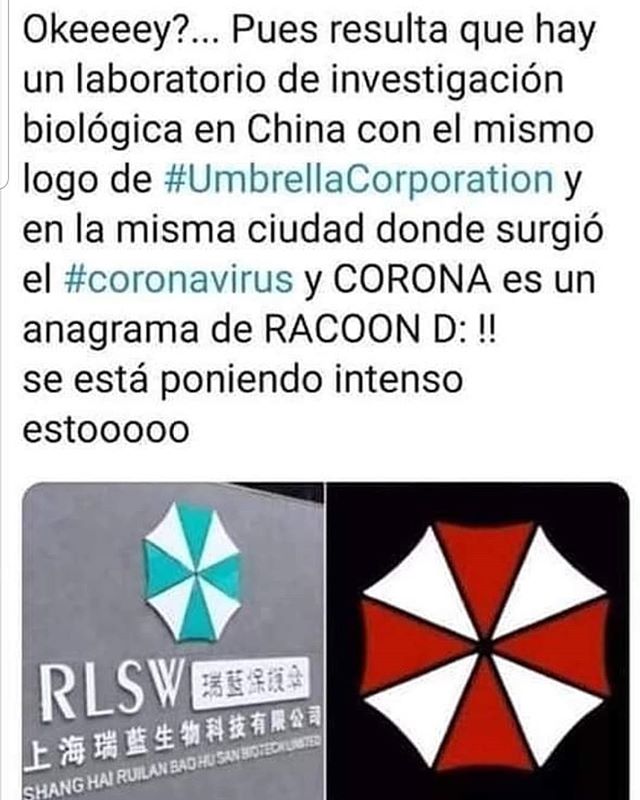 Okeeeey?... Pues resulta que hay
un laboratorio de investigación
biológica en China con el mismo
logo de #UmbrellaCorporation y
en la misma ciudad donde surgió
el #coronavirus y CORONA es un
anagrama de RACOON D: !!
se está poniendo intenso
estooooo
RLSW 瑞藍保護傘
上海瑞藍生物科技有限公司
SHANG HAI RUILAN BAO HU SAN BIOTECH LIMITED